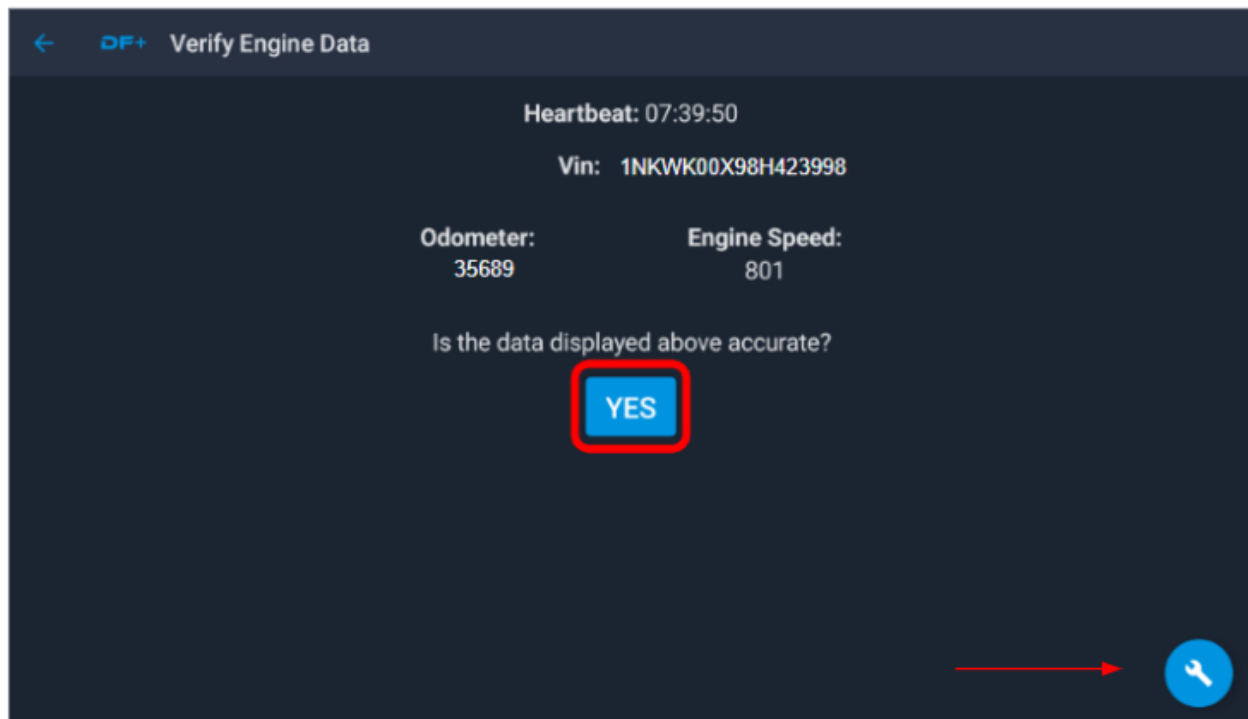 DF+ Verify Engine Data
Heartbeat: 07:39:50
Vin: 1NKWK00X98H423998
Odometer: Engine Speed:
35689 801
Is the data displayed above accurate?
YES